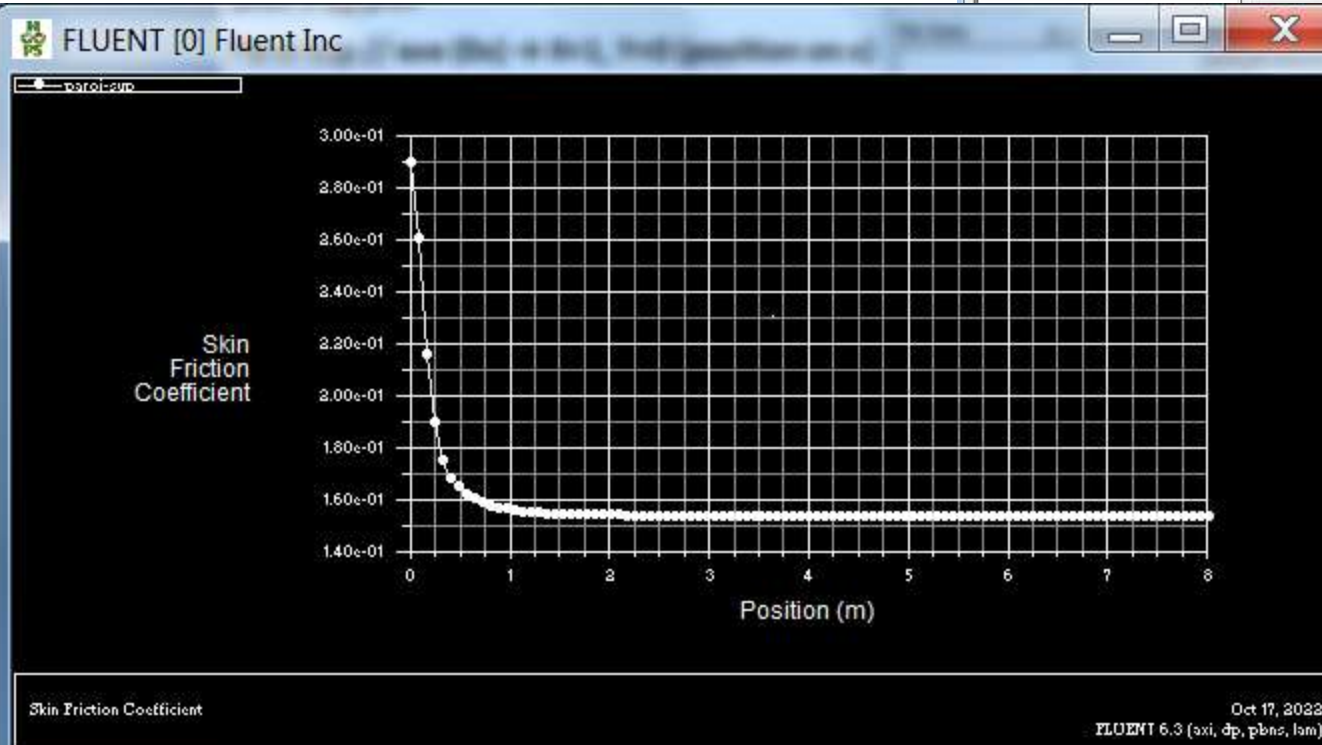 FLUENT [0] Fluent Inc
paroi-sup
3.00e-01
2.80e-01
2.60e-01
2.40e-01
2.20e-01
2.00e-01
1.80e-01
1.60e-01
1.40e-01
Skin
Friction
Coefficient
0 1 2 3 4 5 6 7 8
Position (m)
Skin Friction Coefficient
Oct 17, 2022
FLUENT 6.3 (axi, dp, pbns, lam)